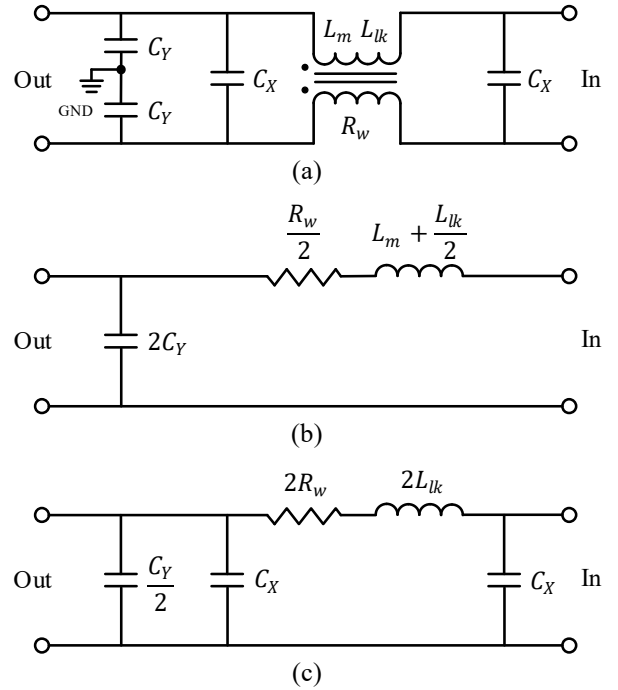 C_Y L_m L_lk
Out C_X C_X In
GND C_Y R_w
(a)
R_w/2 L_m + L_lk/2
Out 2C_Y In
(b)
2R_w 2L_lk
Out C_Y/2 C_X C_X In
(c)